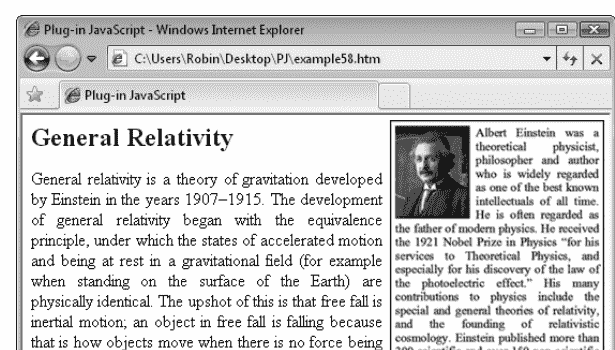 Plug-in JavaScript - Windows Internet Explorer
C:\Users\Robin\Desktop\PJ\example58.htm
Plug-in JavaScript
General Relativity
General relativity is a theory of gravitation developed
by Einstein in the years 1907–1915. The development
of general relativity began with the equivalence
principle, under which the states of accelerated motion
and being at rest in a gravitational field (for example
when standing on the surface of the Earth) are
physically identical. The upshot of this is that free fall is
inertial motion; an object in free fall is falling because
that is how objects move when there is no force being
Albert Einstein was a
theoretical physicist,
philosopher and author
who is widely regarded
as one of the best known
intellectuals of all time.
He is often regarded as
the father of modern physics. He received
the 1921 Nobel Prize in Physics “for his
services to Theoretical Physics, and
especially for his discovery of the law of
the photoelectric effect.” His many
contributions to physics include the
special and general theories of relativity,
and the founding of relativistic
cosmology. Einstein published more than
300 scientific and over 150 non-scientific